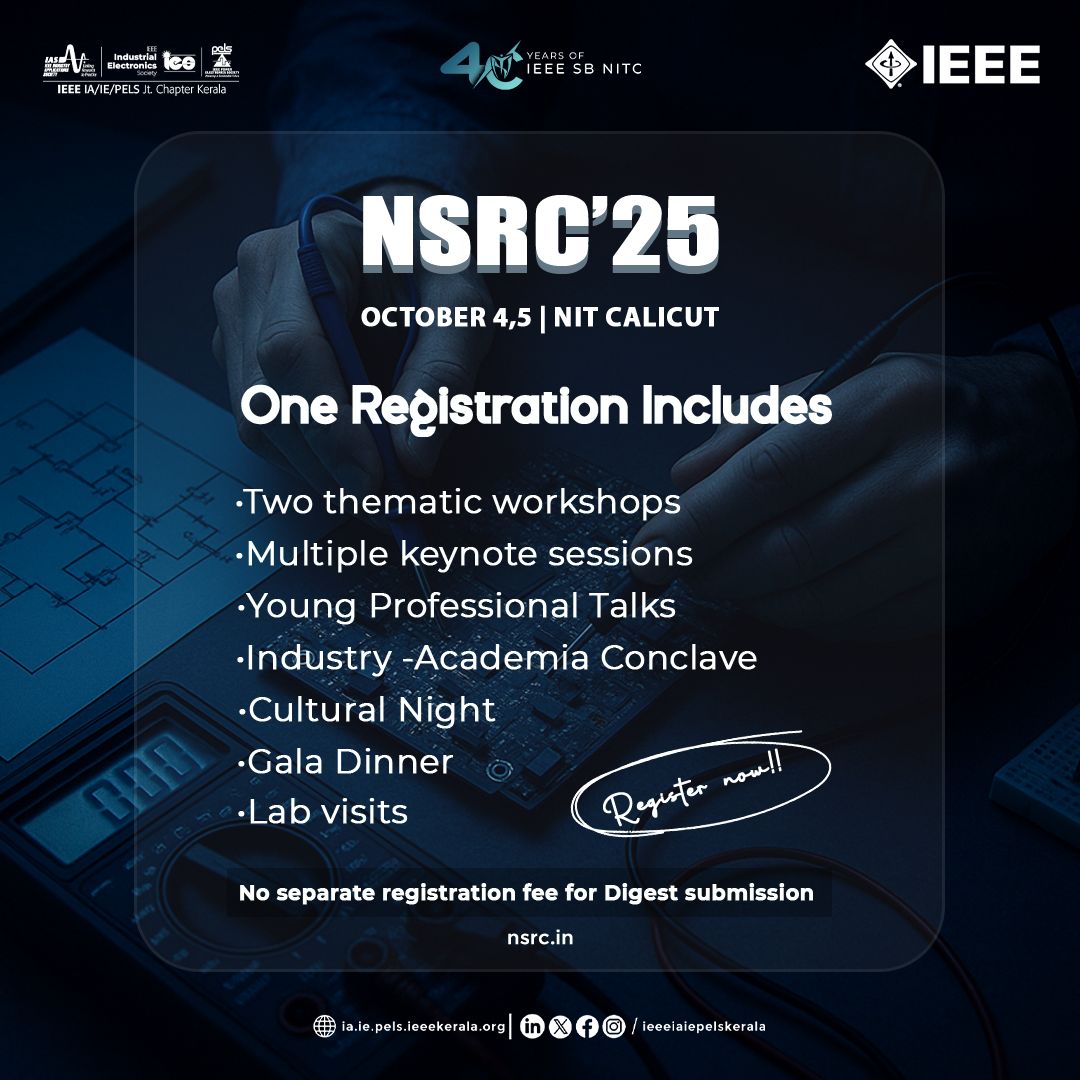 IEEE
Industrial
Electronics
Society
pels
IEEE IA/IE/PELS Jt. Chapter Kerala
40
YEARS OF
IEEE SB NITC
IEEE
NSRC'25
OCTOBER 4,5 | NIT CALICUT
One Registration Includes
•Two thematic workshops
•Multiple keynote sessions
•Young Professional Talks
•Industry -Academia Conclave
•Cultural Night
•Gala Dinner
•Lab visits
Register now!!
No separate registration fee for Digest submission
nsrc.in
ia.ie.pels.ieeekerala.org| / ieeeiaiepelskerala